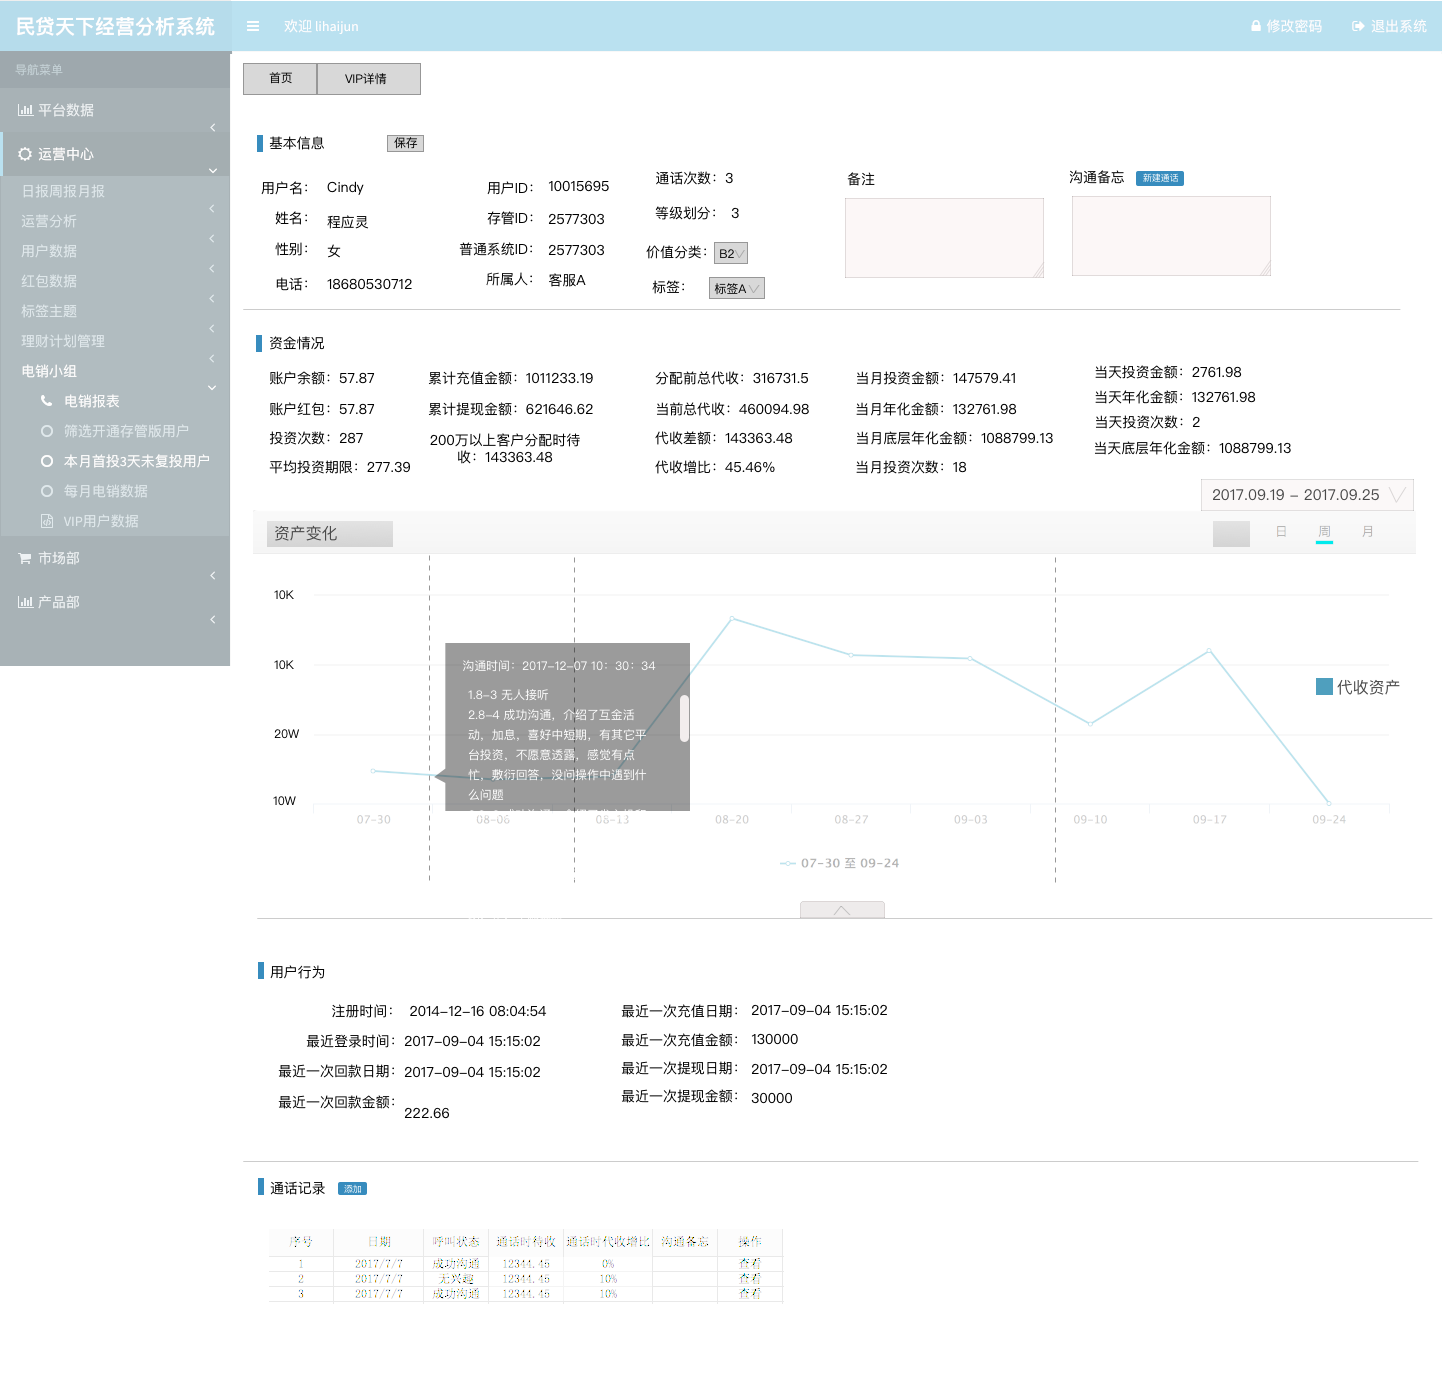 民贷天下经营分析系统
欢迎 lihaijun
修改密码
退出系统
导航菜单
平台数据
运营中心
日报周报月报
运营分析
用户数据
红包数据
标签主题
理财计划管理
电销小组
电销报表
筛选开通存管版用户
本月首投3天未复投用户
每月电销数据
VIP用户数据
市场部
产品部
首页
VIP详情
基本信息
保存
用户名： Cindy
姓名： 程应灵
性别： 女
电话： 18680530712
用户ID： 10015695
存管ID： 2577303
普通系统ID： 2577303
所属人： 客服A
通话次数：3
等级划分： 3
价值分类： B2
标签： 标签A
备注
沟通备忘 新建通话
资金情况
账户余额：57.87
账户红包：57.87
投资次数：287
平均投资期限：277.39
累计充值金额：1011233.19
累计提现金额：621646.62
200万以上客户分配时待
收：143363.48
分配前总代收：316731.5
当前总代收：460094.98
代收差额：143363.48
代收增比：45.46%
当月投资金额：147579.41
当月年化金额：132761.98
当月底层年化金额：1088799.13
当月投资次数：18
当天投资金额：2761.98
当天年化金额：132761.98
当天投资次数：2
当天底层年化金额：1088799.13
2017.09.19 – 2017.09.25
资产变化
日 周 月
10K
10K
20W
10W
沟通时间：2017–12–07 10：30：34
1.8–3 无人接听
2.8–4 成功沟通，介绍了互金活
动，加息，喜好中短期，有其它平
台投资，不愿意透露，感觉有点
忙，敷衍回答，没问操作中遇到什
么问题
代收资产
07–30 08–06 08–13 08–20 08–27 09–03 09–10 09–17 09–24
07–30 至 09–24
用户行为
注册时间： 2014–12–16 08:04:54
最近登录时间：2017–09–04 15:15:02
最近一次回款日期：2017–09–04 15:15:02
最近一次回款金额：222.66
最近一次充值日期： 2017–09–04 15:15:02
最近一次充值金额： 130000
最近一次提现日期： 2017–09–04 15:15:02
最近一次提现金额： 30000
通话记录 添加
序号 日期 呼叫状态 通话时待收 通话时代收增比 沟通备忘 操作
1 2017/7/7 成功沟通 12344.45 0% 查看
2 2017/7/7 无兴趣 12344.45 10% 查看
3 2017/7/7 成功沟通 12344.45 10% 查看